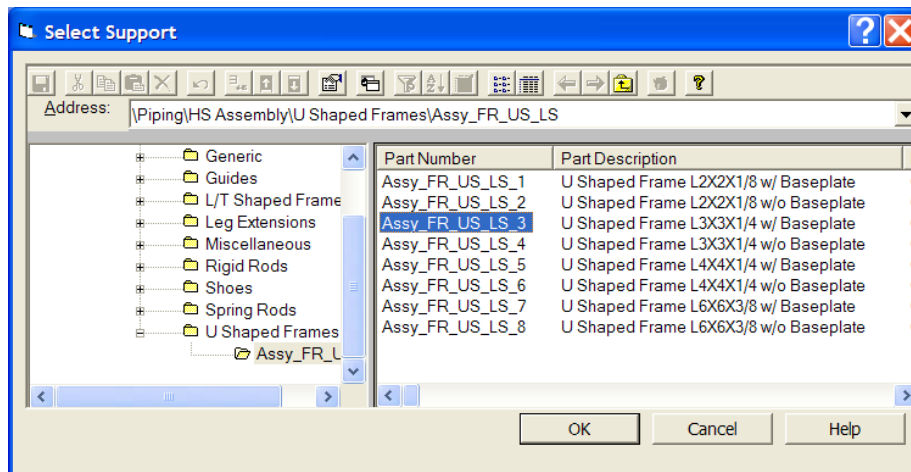 Select Support
Address: \Piping\HS Assembly\U Shaped Frames\Assy_FR_US_LS
Generic
Guides
L/T Shaped Frame
Leg Extensions
Miscellaneous
Rigid Rods
Shoes
Spring Rods
U Shaped Frames
Assy_FR_U
Part Number Part Description
Assy_FR_US_LS_1 U Shaped Frame L2X2X1/8 w/ Baseplate
Assy_FR_US_LS_2 U Shaped Frame L2X2X1/8 w/o Baseplate
Assy_FR_US_LS_3 U Shaped Frame L3X3X1/4 w/ Baseplate
Assy_FR_US_LS_4 U Shaped Frame L3X3X1/4 w/o Baseplate
Assy_FR_US_LS_5 U Shaped Frame L4X4X1/4 w/ Baseplate
Assy_FR_US_LS_6 U Shaped Frame L4X4X1/4 w/o Baseplate
Assy_FR_US_LS_7 U Shaped Frame L6X6X3/8 w/ Baseplate
Assy_FR_US_LS_8 U Shaped Frame L6X6X3/8 w/o Baseplate
OK Cancel Help